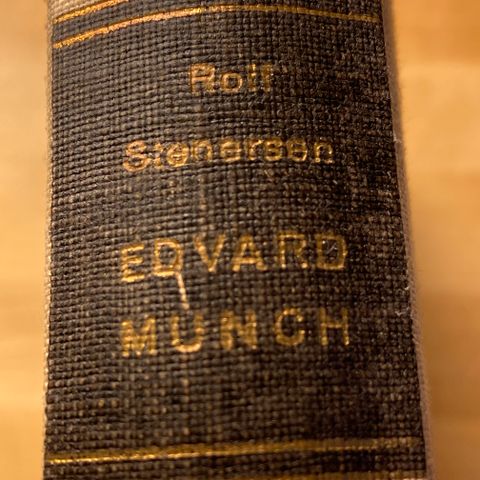 Rolf
Stenersen
EDVARD
MUNCH